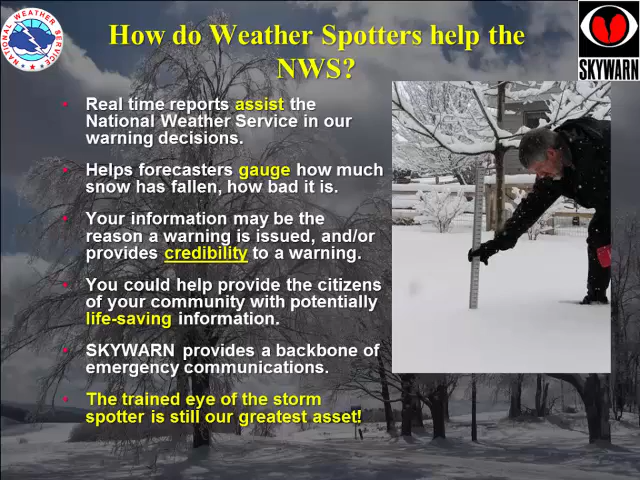 NATIONAL WEATHER SERVICE
How do Weather Spotters help the
NWS?
SKYWARN
• Real time reports assist the
National Weather Service in our
warning decisions.
• Helps forecasters gauge how much
snow has fallen, how bad it is.
• Your information may be the
reason a warning is issued, and/or
provides credibility to a warning.
• You could help provide the citizens
of your community with potentially
life-saving information.
• SKYWARN provides a backbone of
emergency communications.
• The trained eye of the storm
spotter is still our greatest asset!